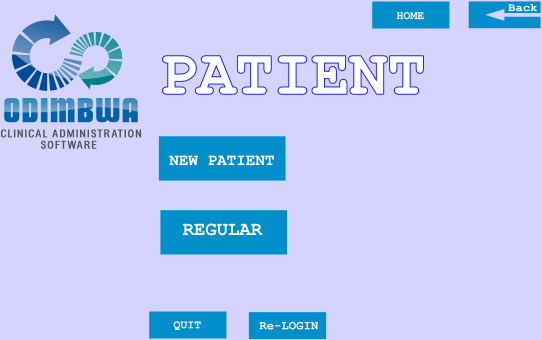 HOME
Back
PATIENT
ODIMBWA
CLINICAL ADMINISTRATION
SOFTWARE
NEW PATIENT
REGULAR
QUIT
Re-LOGIN